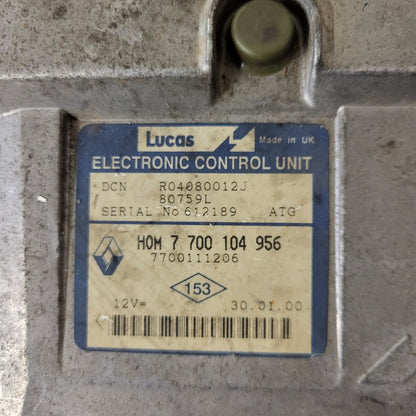 Lucas
Made in UK
ELECTRONIC CONTROL UNIT
DCN R04080012J
80759L
SERIAL No 612189 ATG
HOM 7 700 104 956
7700111206
153
12V= 30.01.00